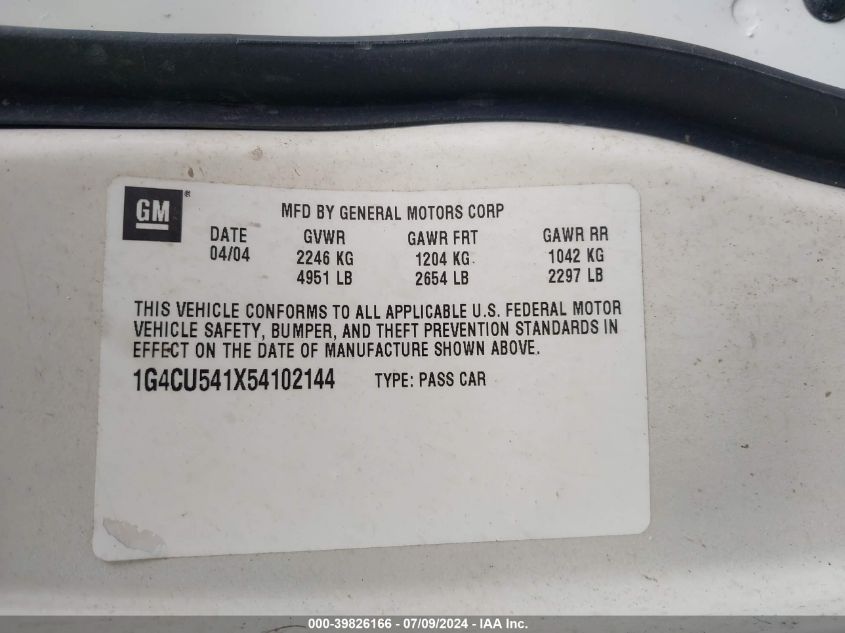 GM®
MFD BY GENERAL MOTORS CORP
DATE GVWR GAWR FRT GAWR RR
04/04 2246 KG 1204 KG 1042 KG
4951 LB 2654 LB 2297 LB
THIS VEHICLE CONFORMS TO ALL APPLICABLE U.S. FEDERAL MOTOR
VEHICLE SAFETY, BUMPER, AND THEFT PREVENTION STANDARDS IN
EFFECT ON THE DATE OF MANUFACTURE SHOWN ABOVE.
1G4CU541X54102144 TYPE: PASS CAR
000-39826166 - 07/09/2024 - IAA Inc.